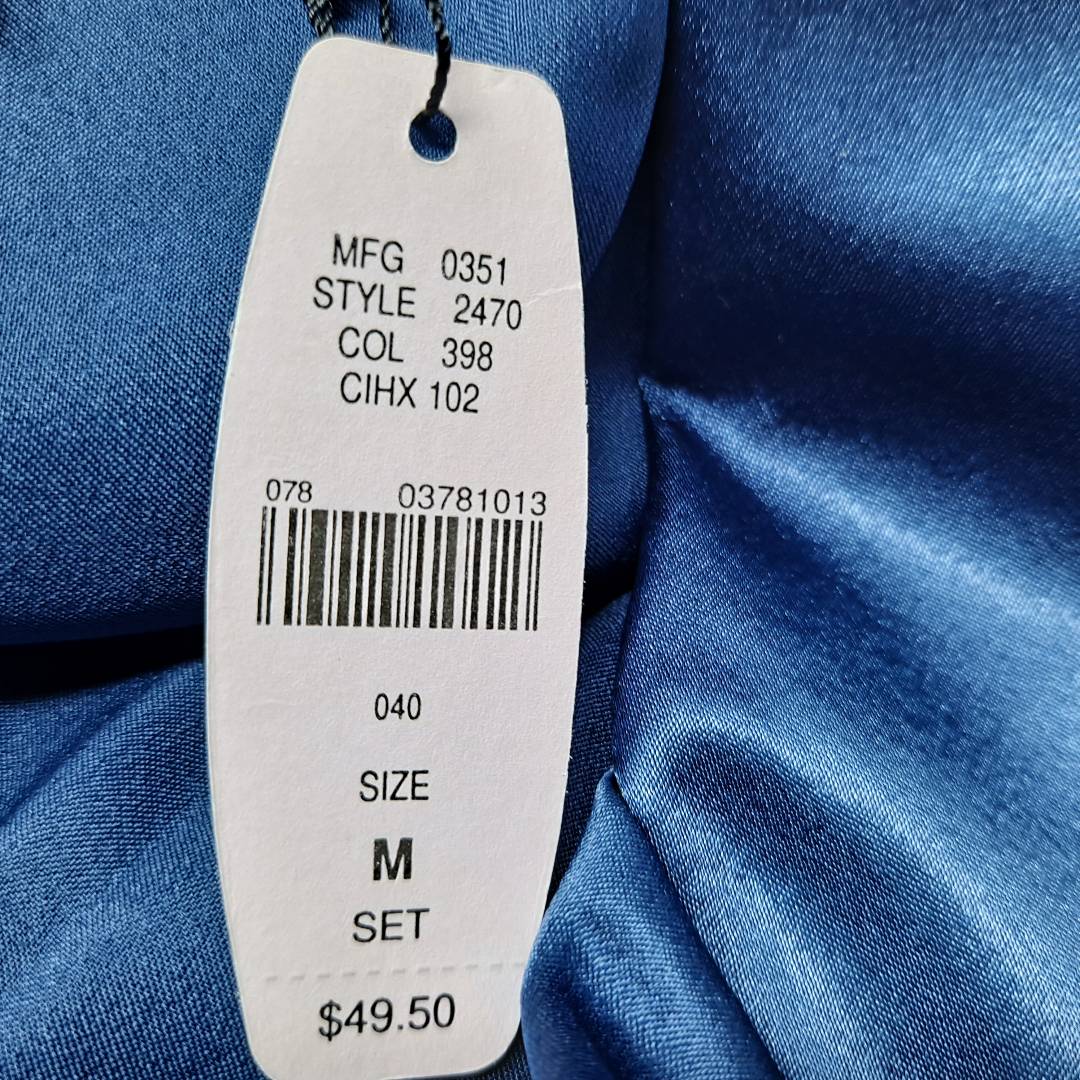 MFG 0351
STYLE 2470
COL 398
CIHX 102
078 03781013
040
SIZE
M
SET
$49.50